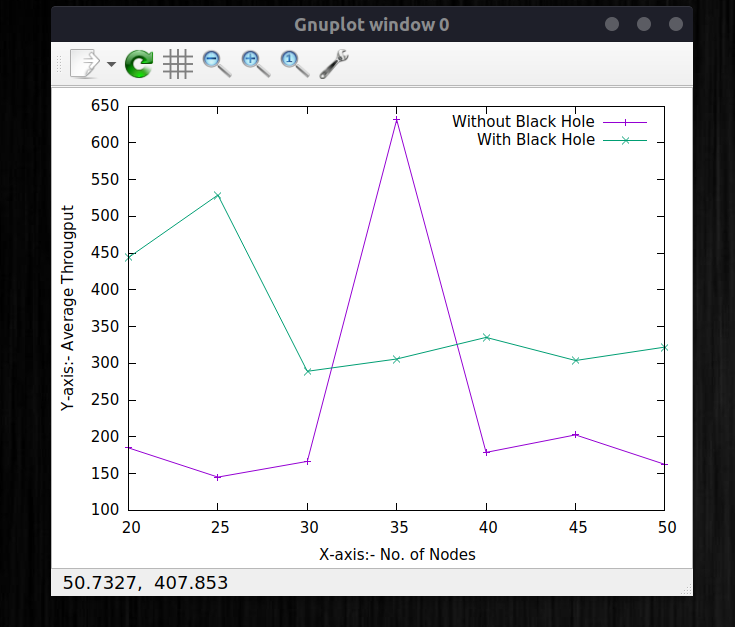 Gnuplot window 0
1
650
600
550
500
450
400
350
300
250
200
150
100
Y-axis:- Average Througput
Without Black Hole
With Black Hole
20 25 30 35 40 45 50
X-axis:- No. of Nodes
50.7327, 407.853